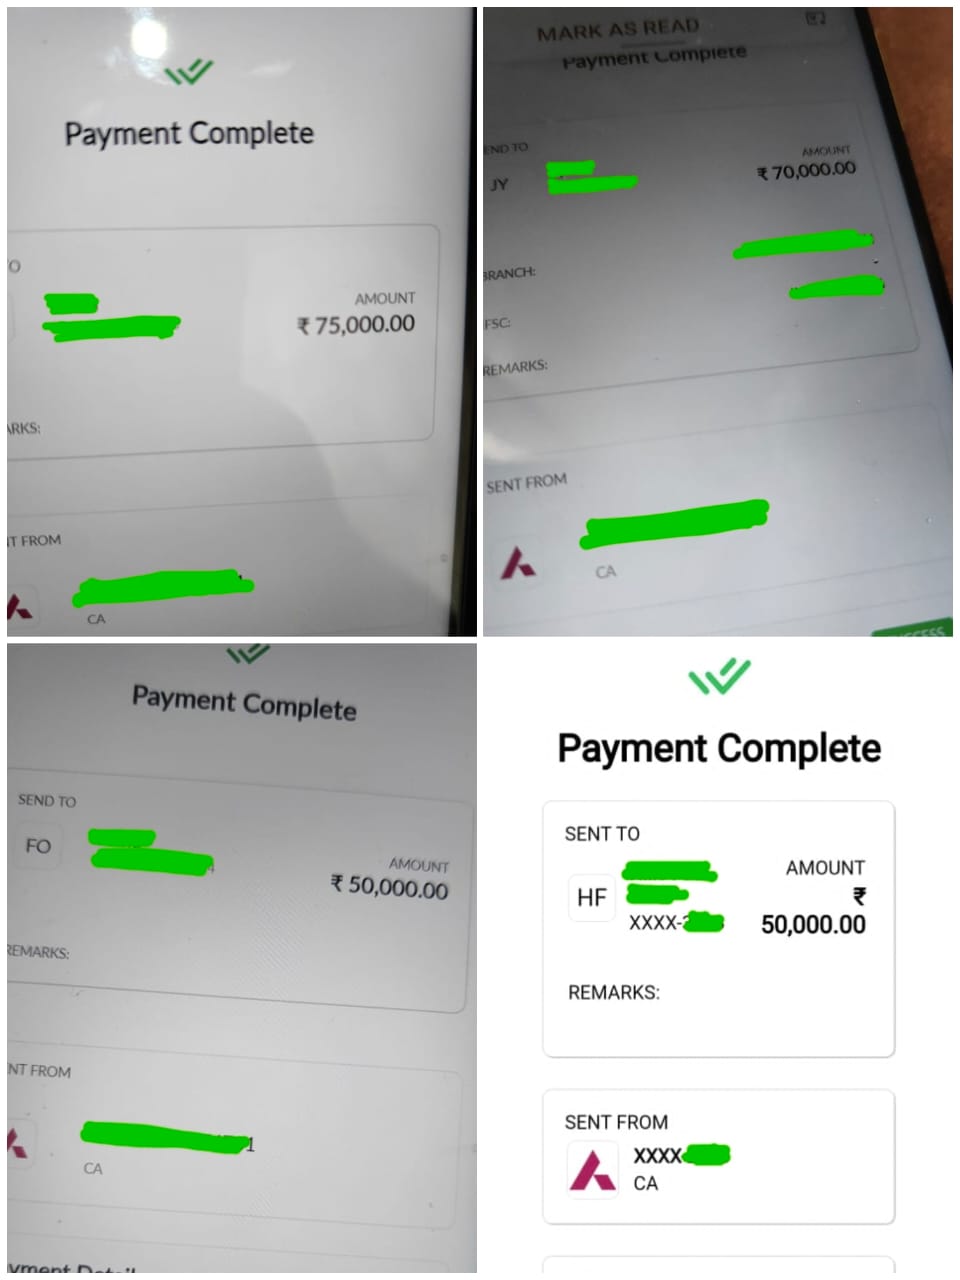 Payment Complete
O
AMOUNT
₹ 75,000.00
ARKS:
T FROM
CA
MARK AS READ
Payment Complete
END TO
AMOUNT
JY
₹ 70,000.00
BRANCH:
FSC:
REMARKS:
SENT FROM
CA
Payment Complete
SEND TO
FO
AMOUNT
₹ 50,000.00
REMARKS:
NT FROM
1
CA
Payment Complete
SENT TO
AMOUNT
HF
₹
XXXX-
50,000.00
REMARKS:
SENT FROM
XXXX
CA